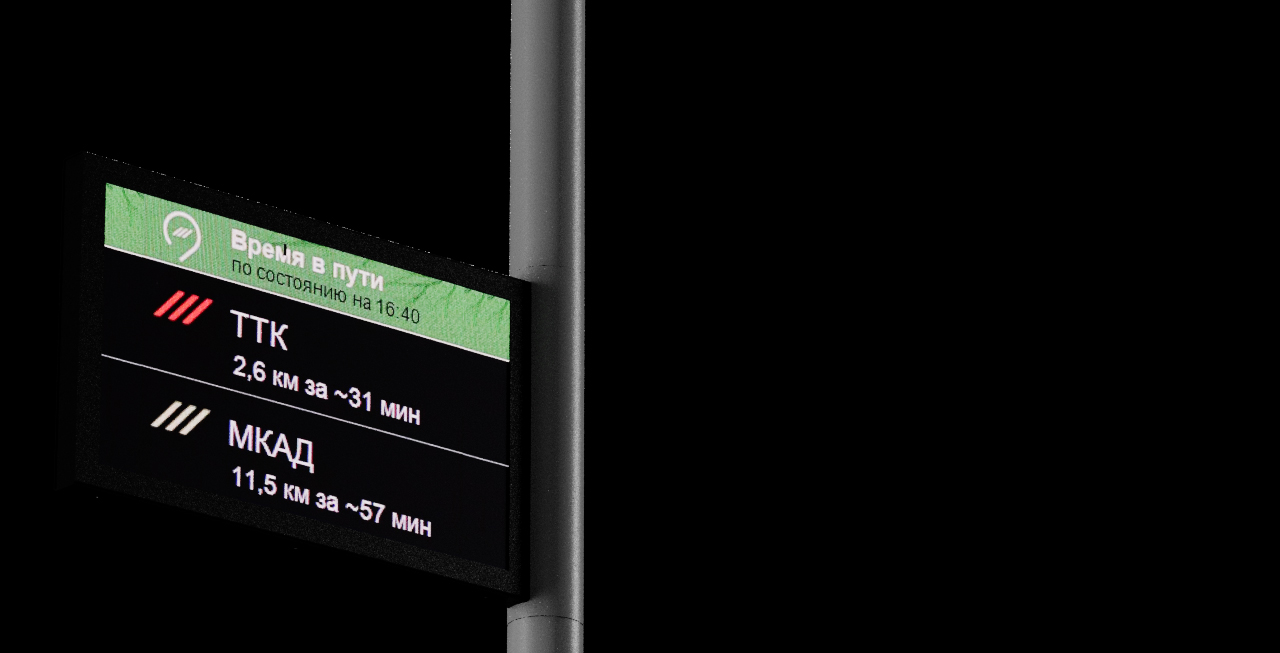 Время в пути
по состоянию на 16:40
ТТК
2,6 км за ~31 мин
МКАД
11,5 км за ~57 мин